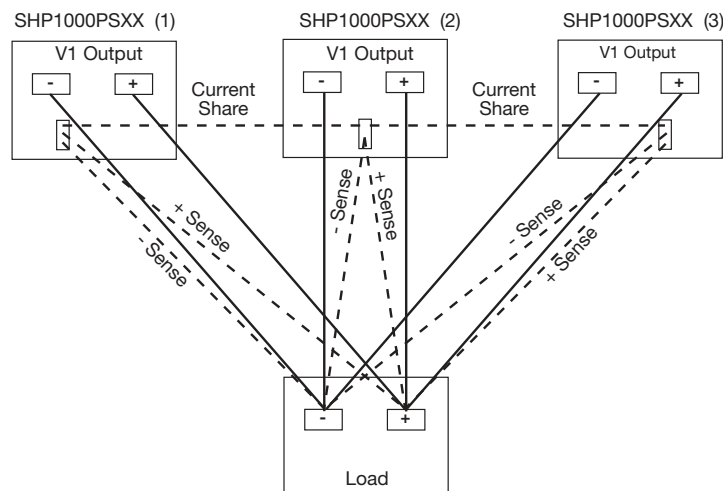 SHP1000PSXX (1)
SHP1000PSXX (2)
SHP1000PSXX (3)
V1 Output
V1 Output
V1 Output
- +
- +
- +
Current
Share
Current
Share
+ Sense
- Sense
- Sense
+ Sense
- Sense
+ Sense
- +
Load